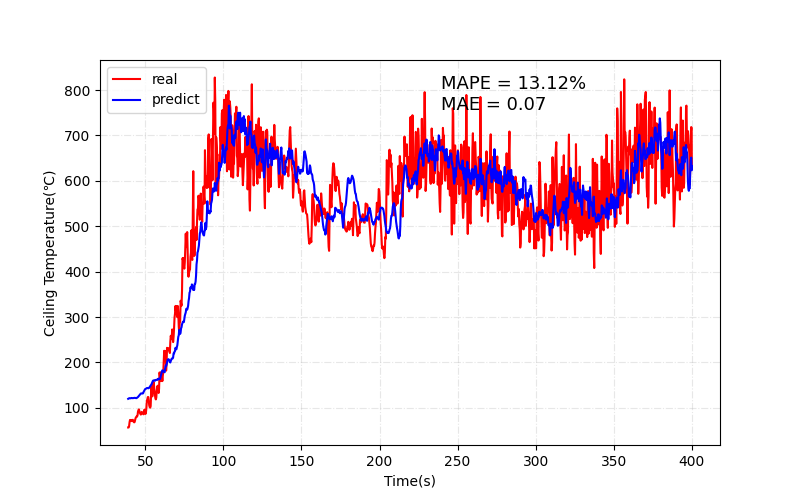 real
predict
MAPE = 13.12%
MAE = 0.07
800
700
600
500
400
300
200
100
Ceiling Temperature(℃)
50
100
150
200
250
300
350
400
Time(s)